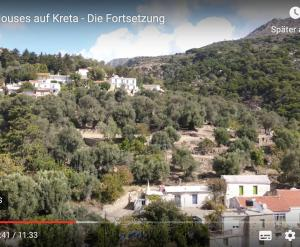 ouses auf Kreta - Die Fortsetzung
Später a
s
:41 / 11:33